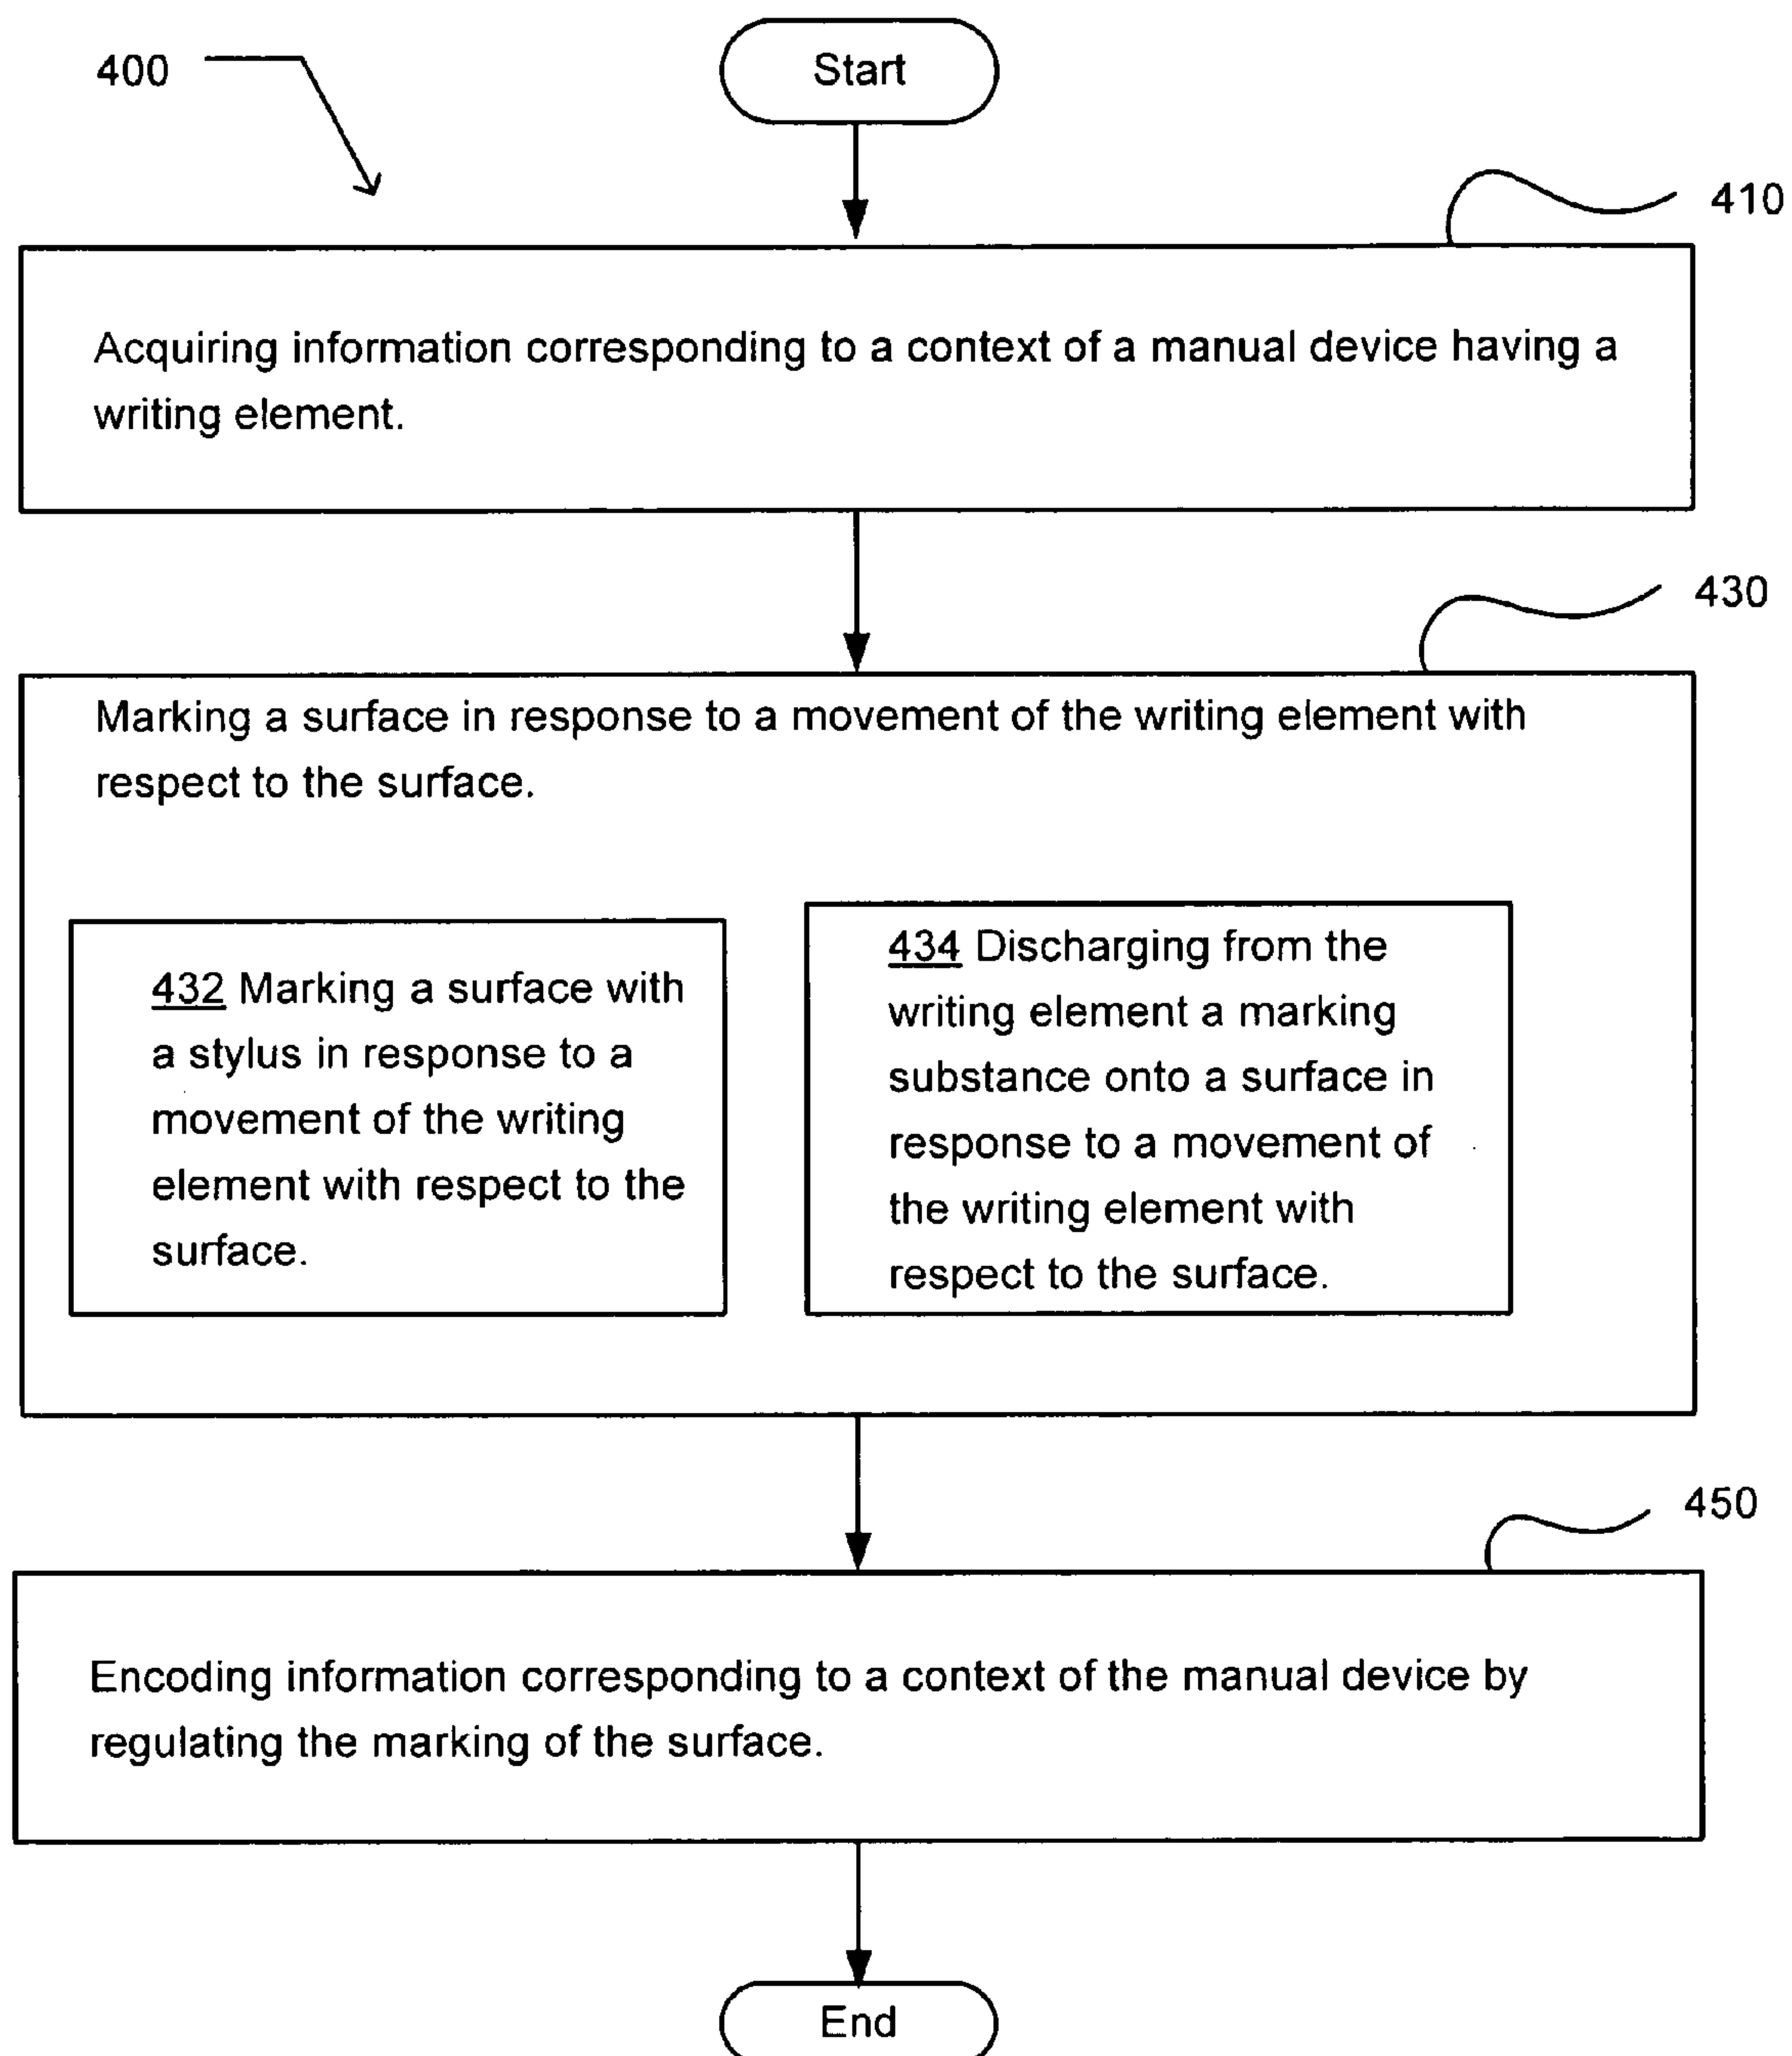 400
Start
410
Acquiring information corresponding to a context of a manual device having a
writing element.
430
Marking a surface in response to a movement of the writing element with
respect to the surface.
432 Marking a surface with
a stylus in response to a
movement of the writing
element with respect to the
surface.
434 Discharging from the
writing element a marking
substance onto a surface in
response to a movement of
the writing element with
respect to the surface.
450
Encoding information corresponding to a context of the manual device by
regulating the marking of the surface.
End